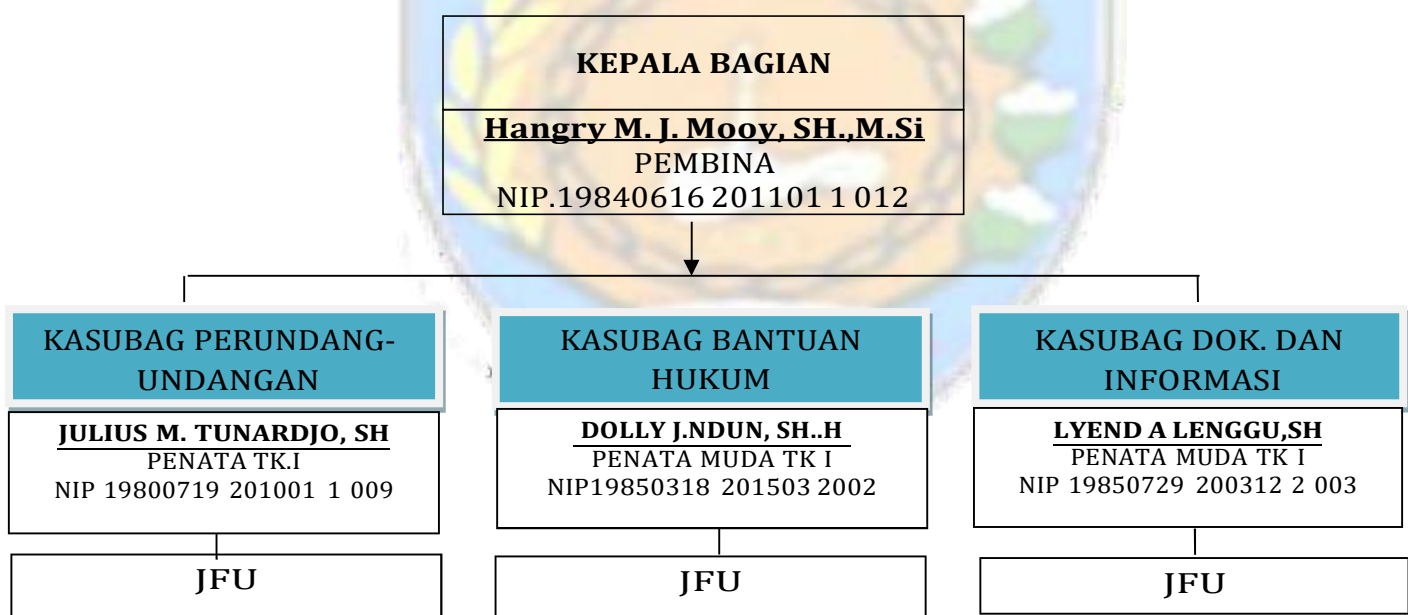 KEPALA BAGIAN
Hangry M. J. Mooy, SH.,M.Si
PEMBINA
NIP.19840616 201101 1 012
KASUBAG PERUNDANG-
UNDANGAN
JULIUS M. TUNARDJO, SH
PENATA TK.I
NIP 19800719 201001 1 009
JFU
KASUBAG BANTUAN
HUKUM
DOLLY J.NDUN, SH..H
PENATA MUDA TK I
NIP19850318 201503 2002
JFU
KASUBAG DOK. DAN
INFORMASI
LYEND A LENGGU,SH
PENATA MUDA TK I
NIP 19850729 200312 2 003
JFU